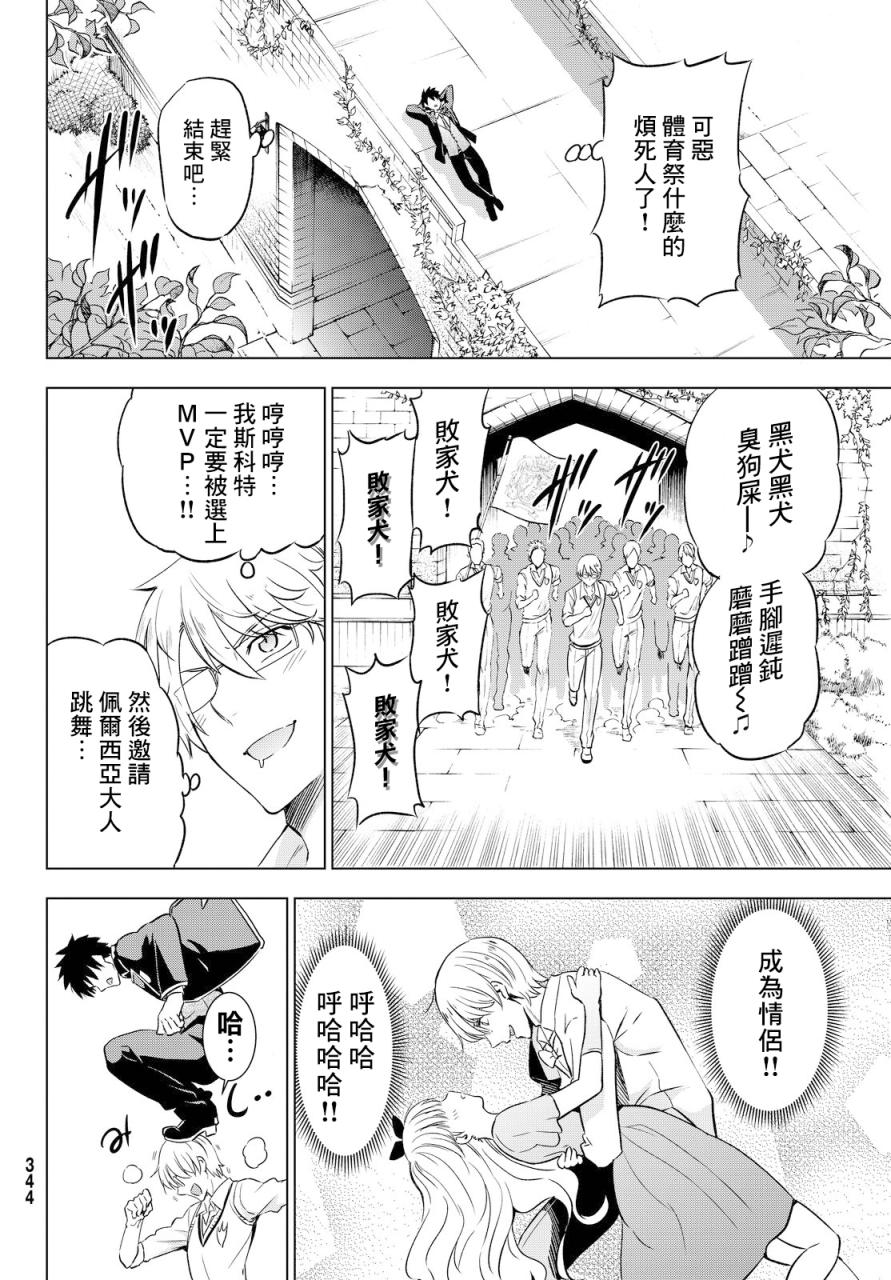 可惡
體育祭什麼的
煩死人了！
趕緊
結束吧…
黑犬黑犬
臭狗屎ー♪
手腳遲鈍
磨磨蹭蹭～♫
敗家犬！
敗家犬！
敗家犬！
敗家犬！
哼哼哼…
我斯科特
一定要被選上
MVP…!!
然後邀請
佩爾西亞大人
跳舞…
成為情侶!!
呼哈哈
呼哈哈哈!!
哈…
344